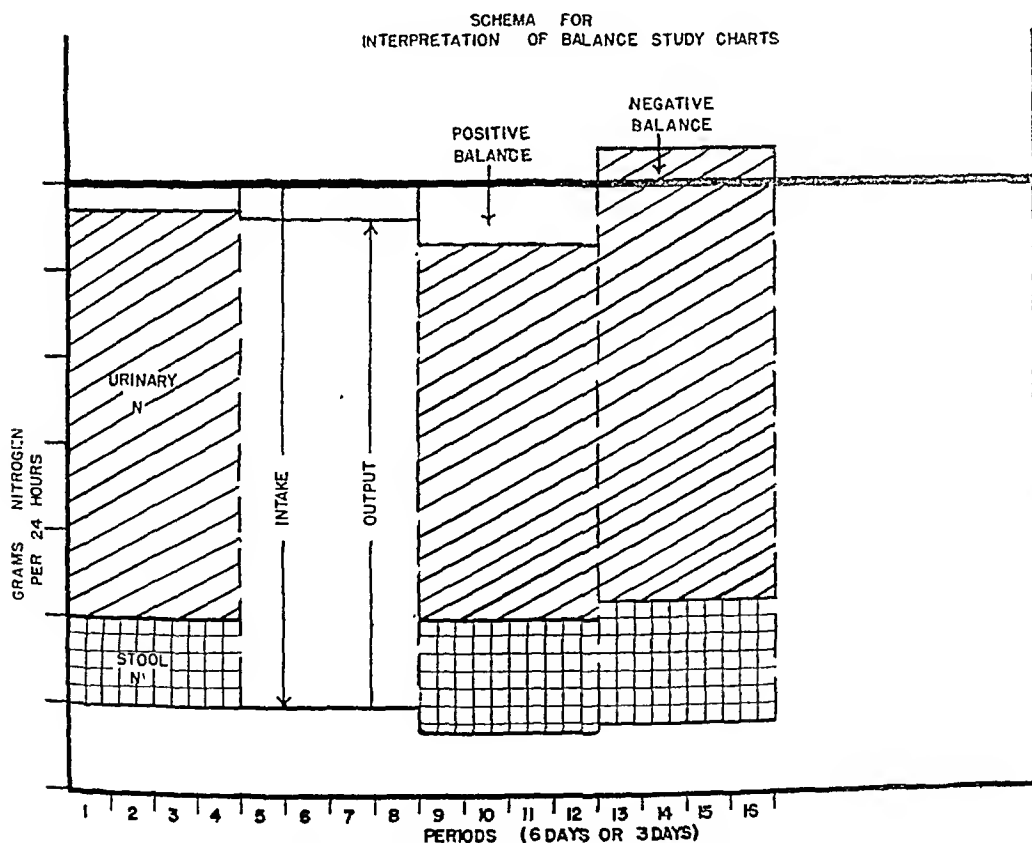 SCHEMA FOR
INTERPRETATION OF BALANCE STUDY CHARTS
NEGATIVE
BALANCE
POSITIVE
BALANCE
URINARY
N
INTAKE
OUTPUT
GRAMS NITROGEN
PER 24 HOURS
STOOL
N
1 2 3 4 5 6 7 8 9 10 11 12 13 14 15 16
PERIODS (6 DAYS OR 3 DAYS)